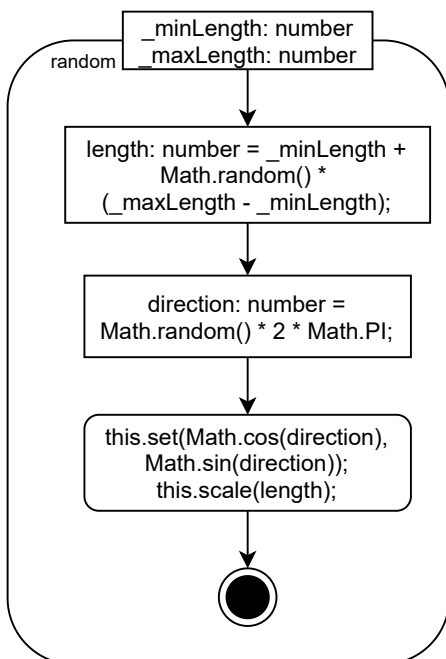 _minLength: number
_maxLength: number
random
length: number = _minLength +
Math.random() *
(_maxLength - _minLength);
direction: number =
Math.random() * 2 * Math.PI;
this.set(Math.cos(direction),
Math.sin(direction));
this.scale(length);